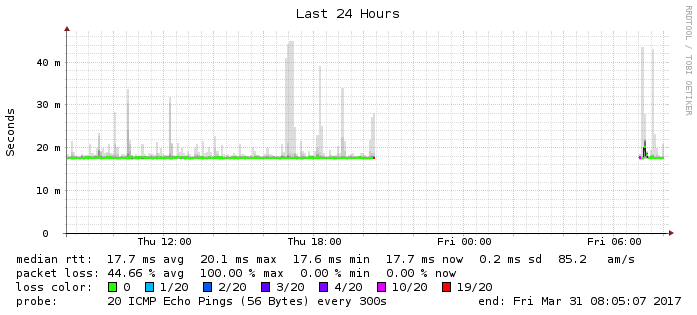 Last 24 Hours
RRDTOOL / TOBI OETIKER
Seconds
40 m
30 m
20 m
10 m
0
Thu 12:00 Thu 18:00 Fri 00:00 Fri 06:00
median rtt: 17.7 ms avg 20.1 ms max 17.6 ms min 17.7 ms now 0.2 ms sd 85.2 am/s
packet loss: 44.66 % avg 100.00 % max 0.00 % min 0.00 % now
loss color: 0 1/20 2/20 3/20 4/20 10/20 19/20
probe: 20 ICMP Echo Pings (56 Bytes) every 300s end: Fri Mar 31 08:05:07 2017